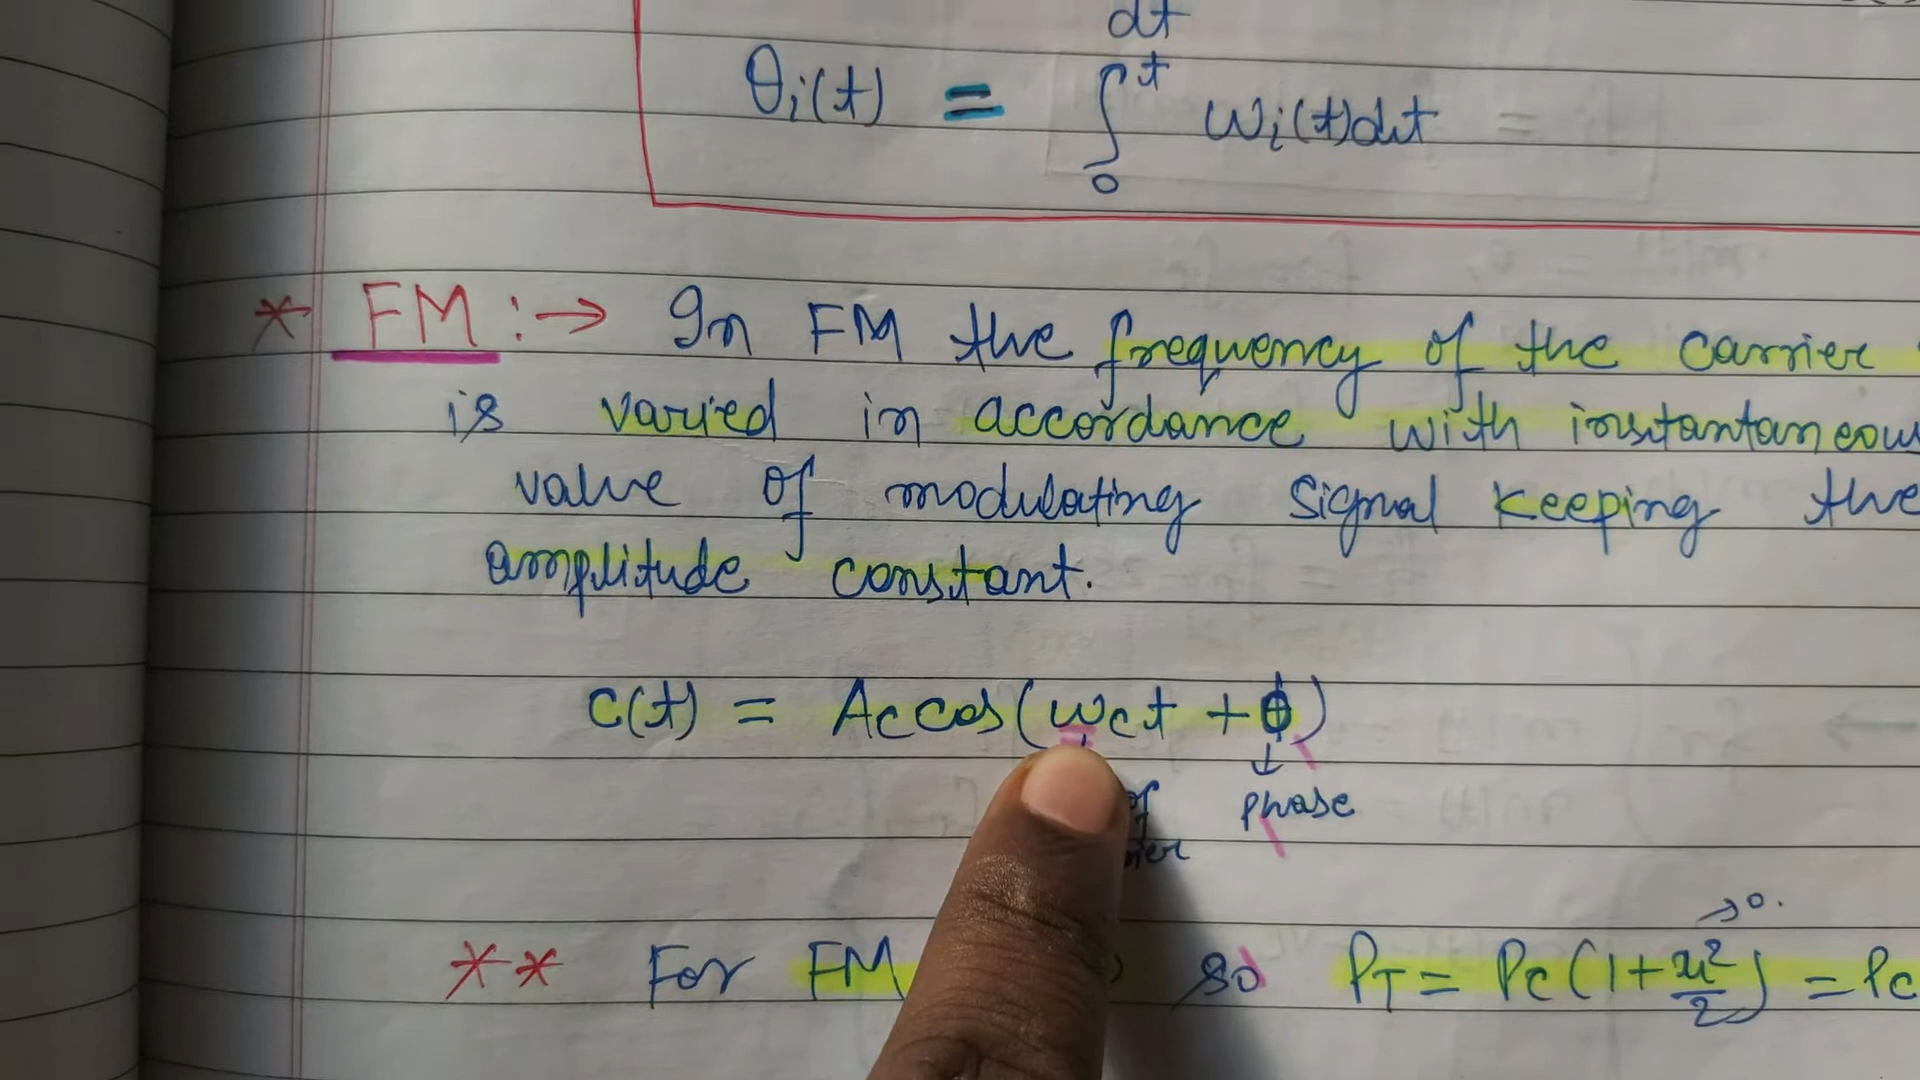 dt
θi(t) = ∫₀ᵗ ωi(t)dt =
* FM :→ In FM the frequency of the carrier
is varied in accordance with instantaneous
value of modulating signal keeping the
amplitude constant.
c(t) = Ac cos(ωct + ϕ)
↓
of phase
→0.
** For FM so PT = Pc(1+μ²/2) = Pc